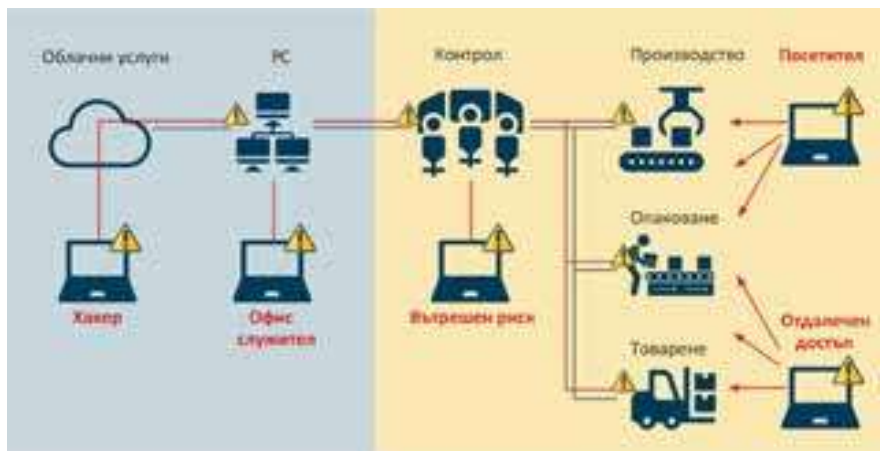 Облачни услуги
PC
Контрол
Производство
Посетител
Опаковане
Хакер
Офис
служител
Вътрешен риск
Отдалечен
достъп
Товарене